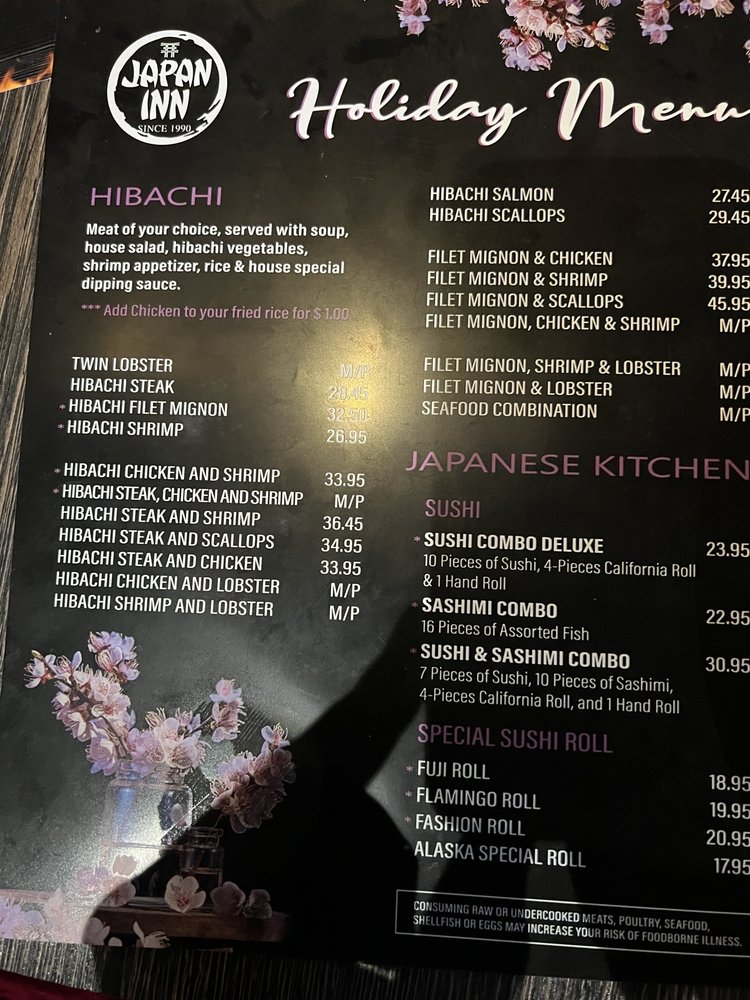 JAPAN
INN
SINCE 1990
Holiday Menu
HIBACHI
Meat of your choice, served with soup,
house salad, hibachi vegetables,
shrimp appetizer, rice & house special
dipping sauce.
*** Add Chicken to your fried rice for $1.00
TWIN LOBSTER M/P
HIBACHI STEAK 28.45
* HIBACHI FILET MIGNON 32.50
* HIBACHI SHRIMP 26.95
* HIBACHI CHICKEN AND SHRIMP 33.95
* HIBACHI STEAK, CHICKEN AND SHRIMP M/P
HIBACHI STEAK AND SHRIMP 36.45
HIBACHI STEAK AND SCALLOPS 34.95
HIBACHI STEAK AND CHICKEN 33.95
HIBACHI CHICKEN AND LOBSTER M/P
HIBACHI SHRIMP AND LOBSTER M/P
HIBACHI SALMON 27.45
HIBACHI SCALLOPS 29.45
FILET MIGNON & CHICKEN 37.95
FILET MIGNON & SHRIMP 39.95
FILET MIGNON & SCALLOPS 45.95
FILET MIGNON, CHICKEN & SHRIMP M/P
FILET MIGNON, SHRIMP & LOBSTER M/P
FILET MIGNON & LOBSTER M/P
SEAFOOD COMBINATION M/P
JAPANESE KITCHEN
SUSHI
* SUSHI COMBO DELUXE 23.95
10 Pieces of Sushi, 4-Pieces California Roll
& 1 Hand Roll
* SASHIMI COMBO 22.95
16 Pieces of Assorted Fish
* SUSHI & SASHIMI COMBO 30.95
7 Pieces of Sushi, 10 Pieces of Sashimi,
4-Pieces California Roll, and 1 Hand Roll
SPECIAL SUSHI ROLL
* FUJI ROLL 18.95
* FLAMINGO ROLL 19.95
* FASHION ROLL 20.95
ALASKA SPECIAL ROLL 17.95
CONSUMING RAW OR UNDERCOOKED MEATS, POULTRY, SEAFOOD,
SHELLFISH OR EGGS MAY INCREASE YOUR RISK OF FOODBORNE ILLNESS.